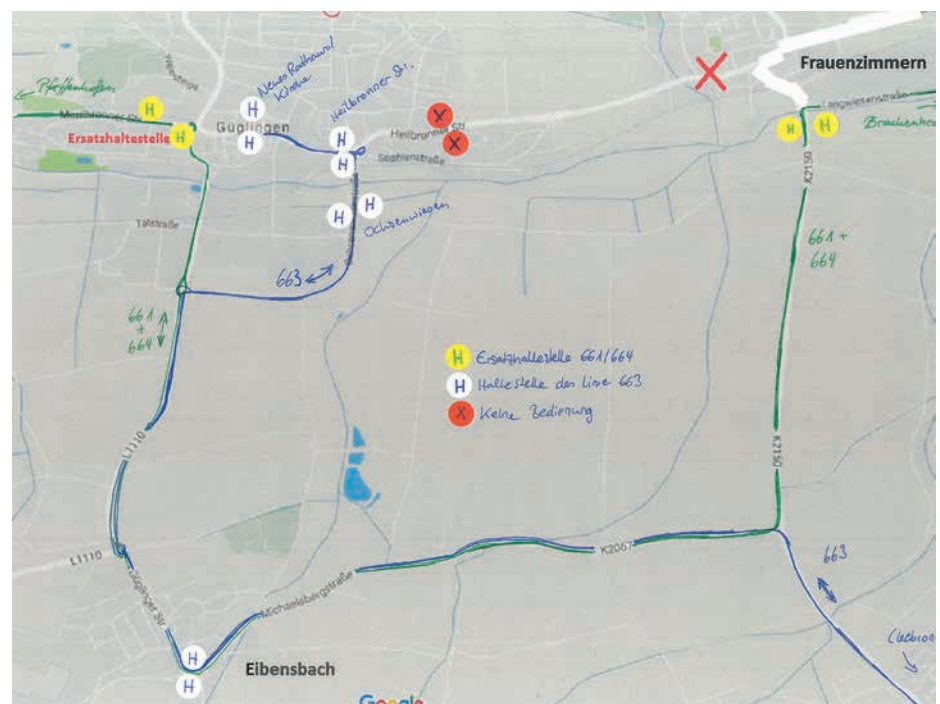 Frauenzimmern
← Pfaffenhofen
Neues Rathaus/
Kirche
Heilbronner Str.
H
H
Ersatzhaltestelle
H
Güglingen
H
H
H
X
Heilbronner Str
X
Sophienstraße
Langwiesenstraße
H
H
K2150
H
H
Ochsenwiesen
Talstraße
663
661 +
664
661
+
664
H Ersatzhaltestelle 661/664
H Haltestelle der Linie 663
X Keine Bedienung
L1110
K2150
L1110
K2067
663
Güglinger Str
Michaelsbergstraße
H
H
Eibensbach
Google